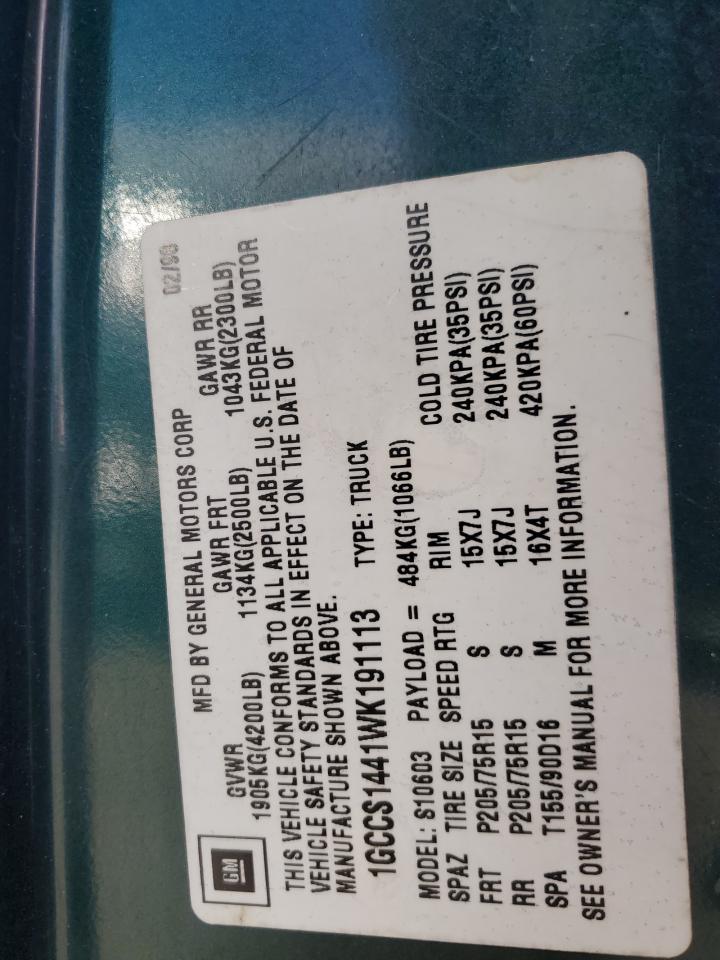 GM
MFD BY GENERAL MOTORS CORP
GVWR GAWR FRT GAWR RR
1905KG(4200LB) 1134KG(2500LB) 1043KG(2300LB)
THIS VEHICLE CONFORMS TO ALL APPLICABLE U.S. FEDERAL MOTOR
VEHICLE SAFETY STANDARDS IN EFFECT ON THE DATE OF
MANUFACTURE SHOWN ABOVE.
1GCCS1441WK191113 TYPE: TRUCK
MODEL: S10603 PAYLOAD = 484KG(1066LB)
SPAZ TIRE SIZE SPEED RTG RIM COLD TIRE PRESSURE
FRT P205/75R15 S 15X7J 240KPA(35PSI)
RR P205/75R15 S 15X7J 240KPA(35PSI)
SPA T155/90D16 M 16X4T 420KPA(60PSI)
SEE OWNER'S MANUAL FOR MORE INFORMATION.